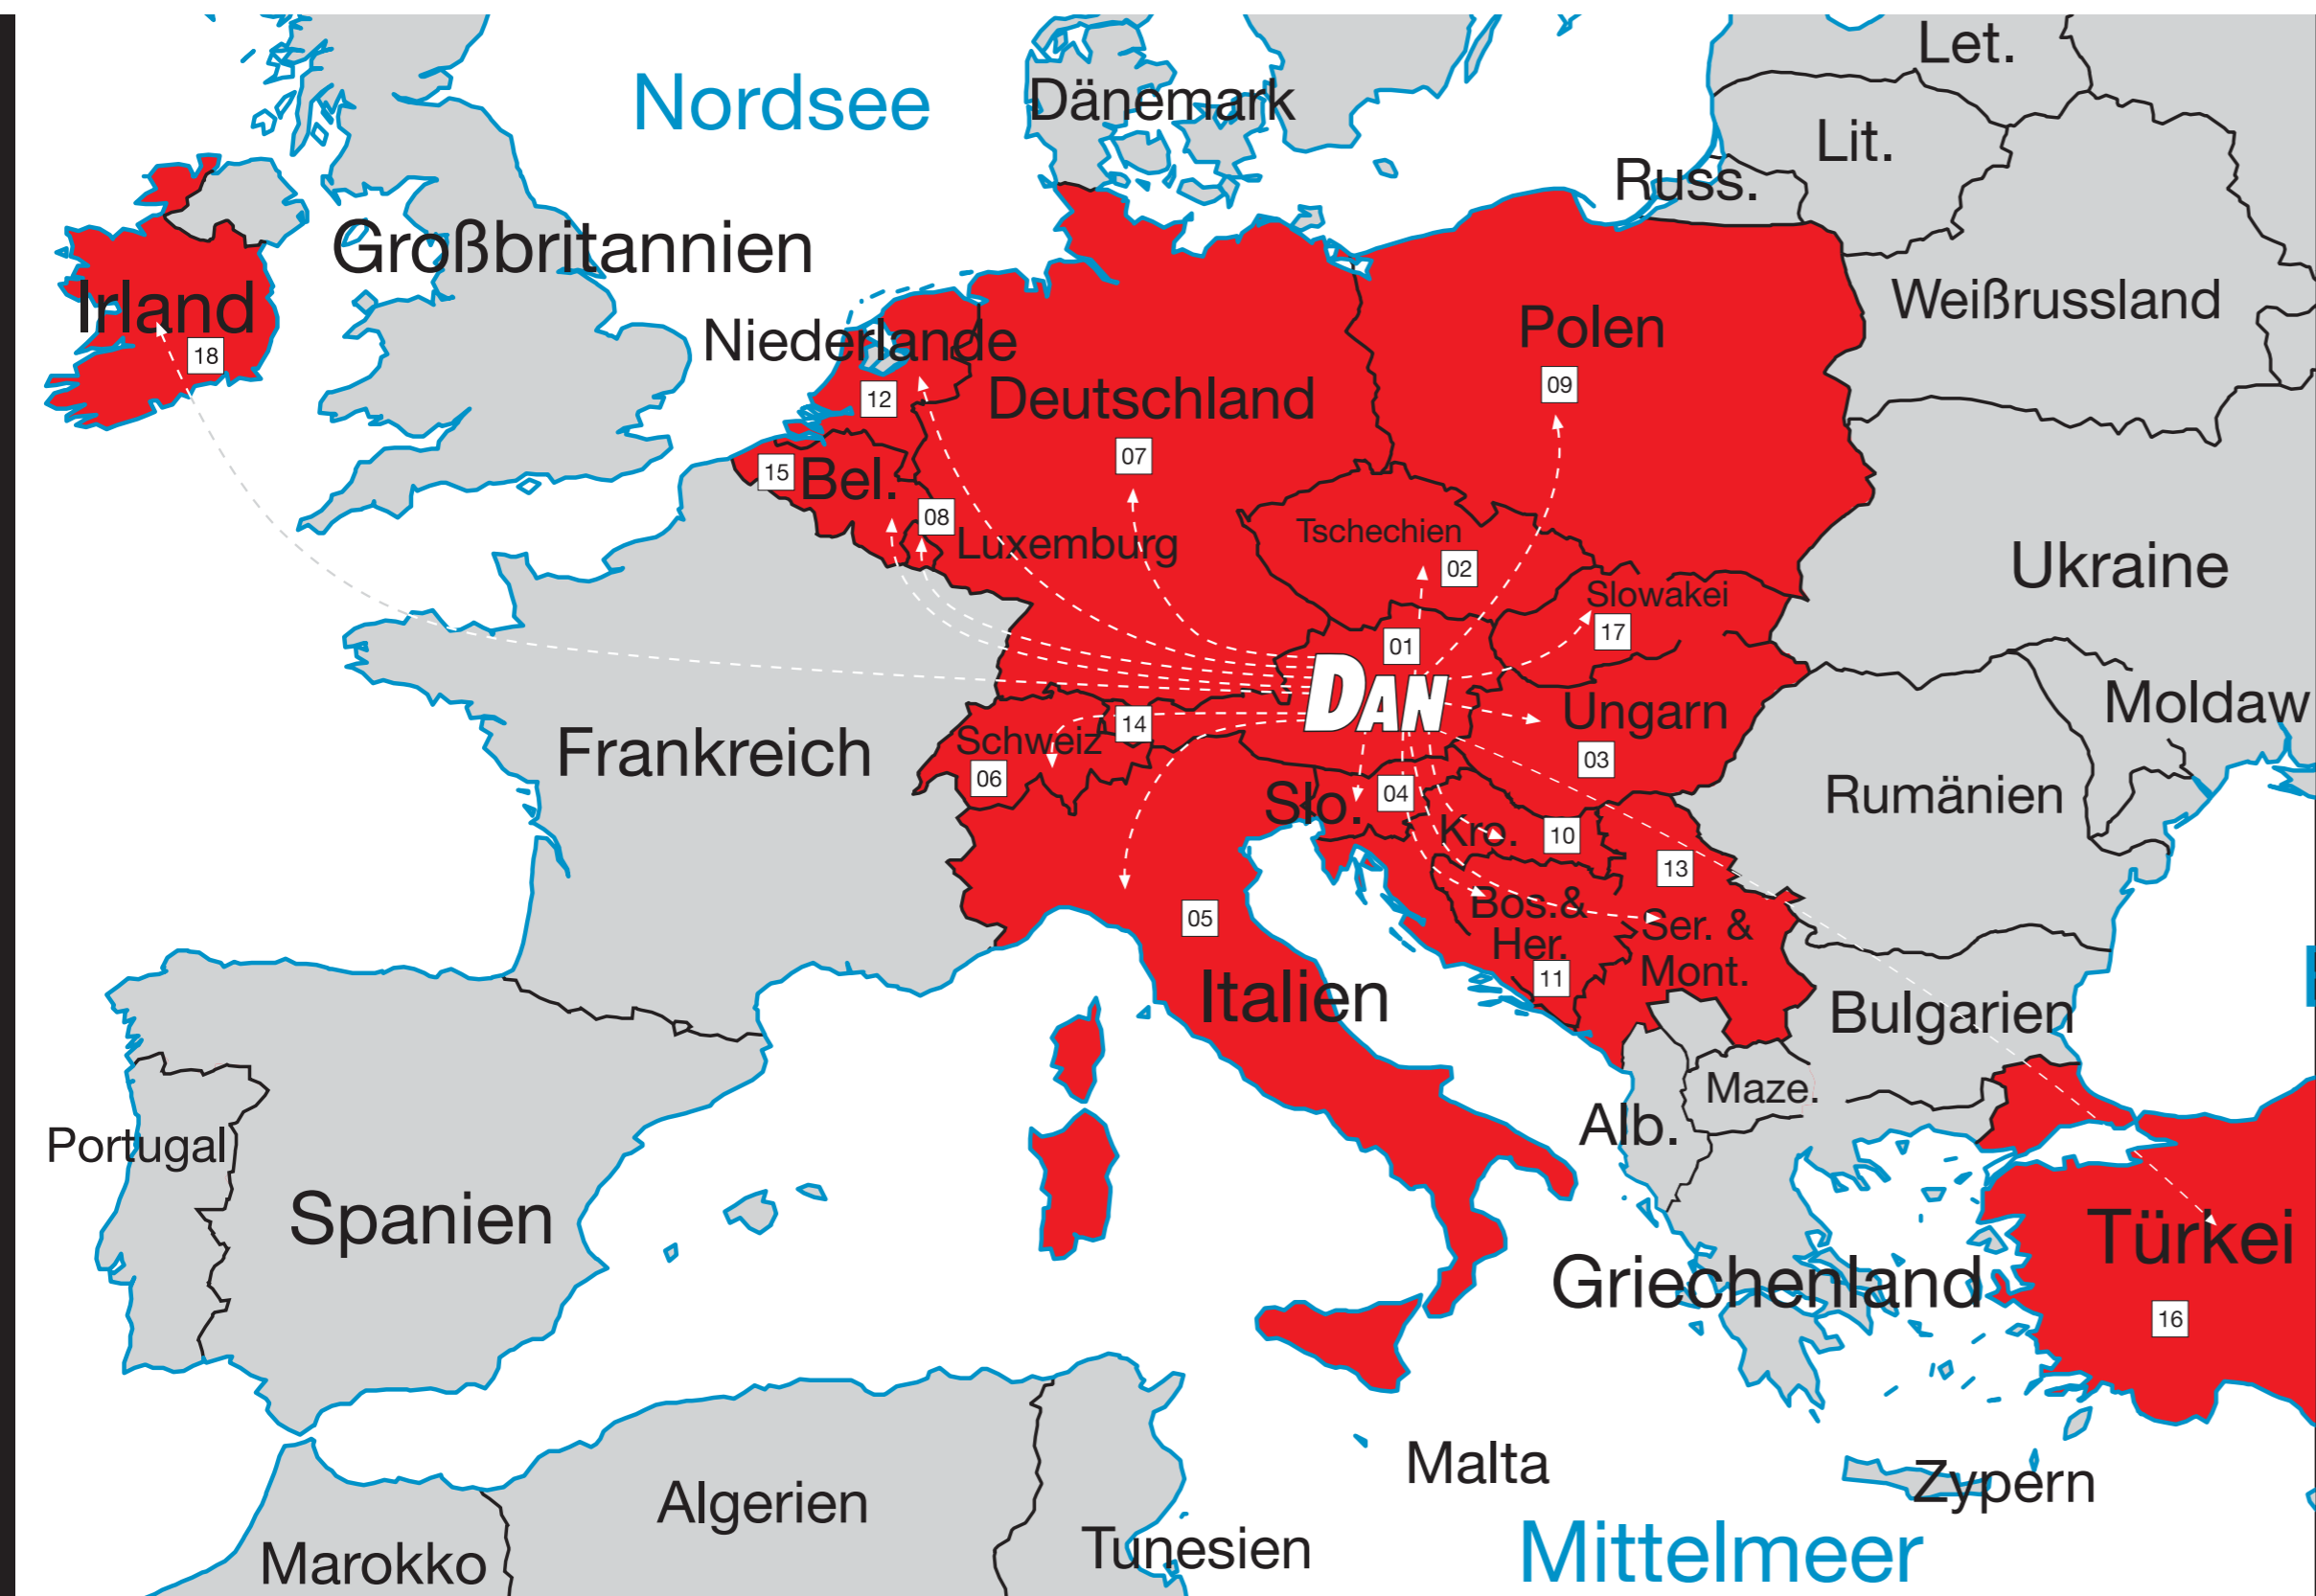 Let.
Nordsee
Dänemark
Lit.
Russ.
Großbritannien
Irland
18
Niederlande
12
Weißrussland
Polen
09
Deutschland
07
15
Bel.
08
Luxemburg
Tschechien
02
Ukraine
Slowakei
17
01
DAN
Moldaw
Ungarn
03
Frankreich
Schweiz
14
06
Slo.
04
Kro.
10
Rumänien
13
05
Bos.&
Her.
11
Ser. &
Mont.
Italien
Bulgarien
Maze.
Alb.
Portugal
Spanien
Türkei
16
Griechenland
Malta
Zypern
Algerien
Tunesien
Mittelmeer
Marokko